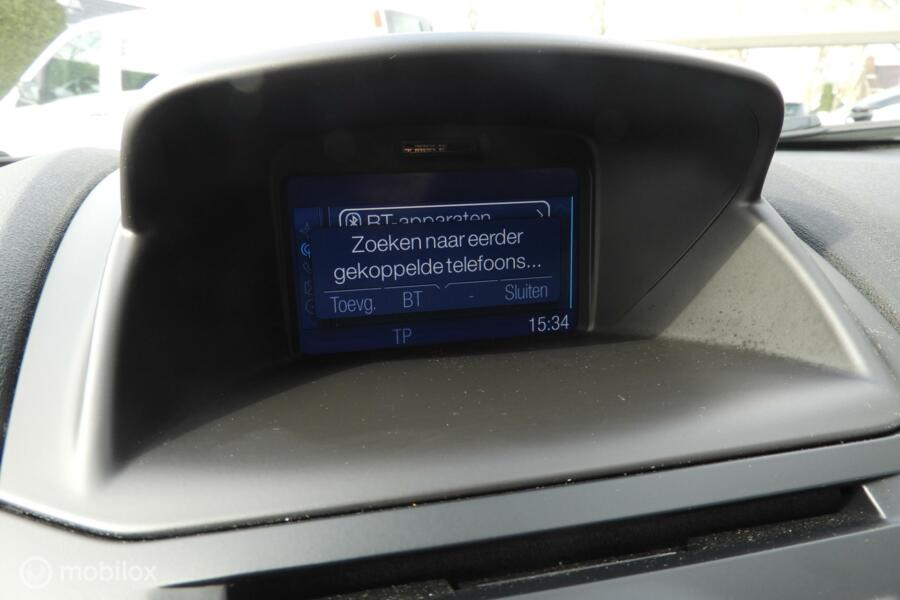 BT-apparaten
Zoeken naar eerder
gekoppelde telefoons...
Toevg. BT - Sluiten
TP 15:34
mobilox